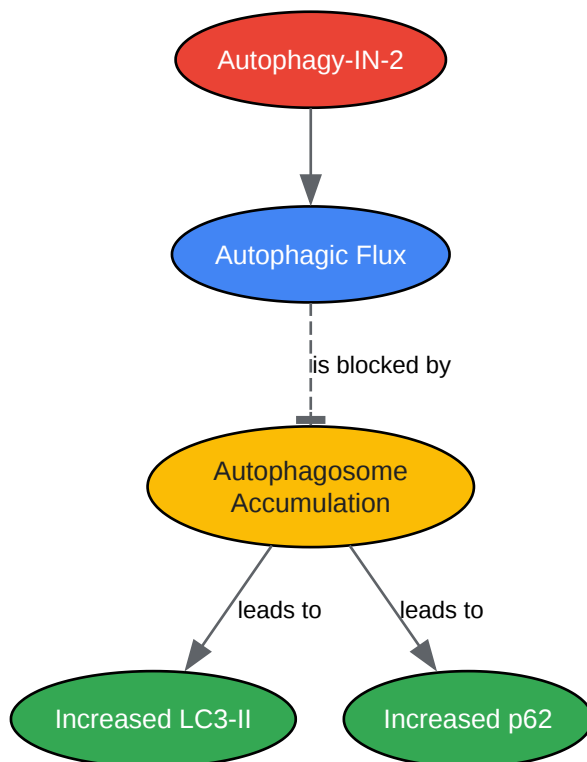 Autophagy-IN-2
Autophagic Flux
is blocked by
Autophagosome
Accumulation
leads to
leads to
Increased LC3-II
Increased p62